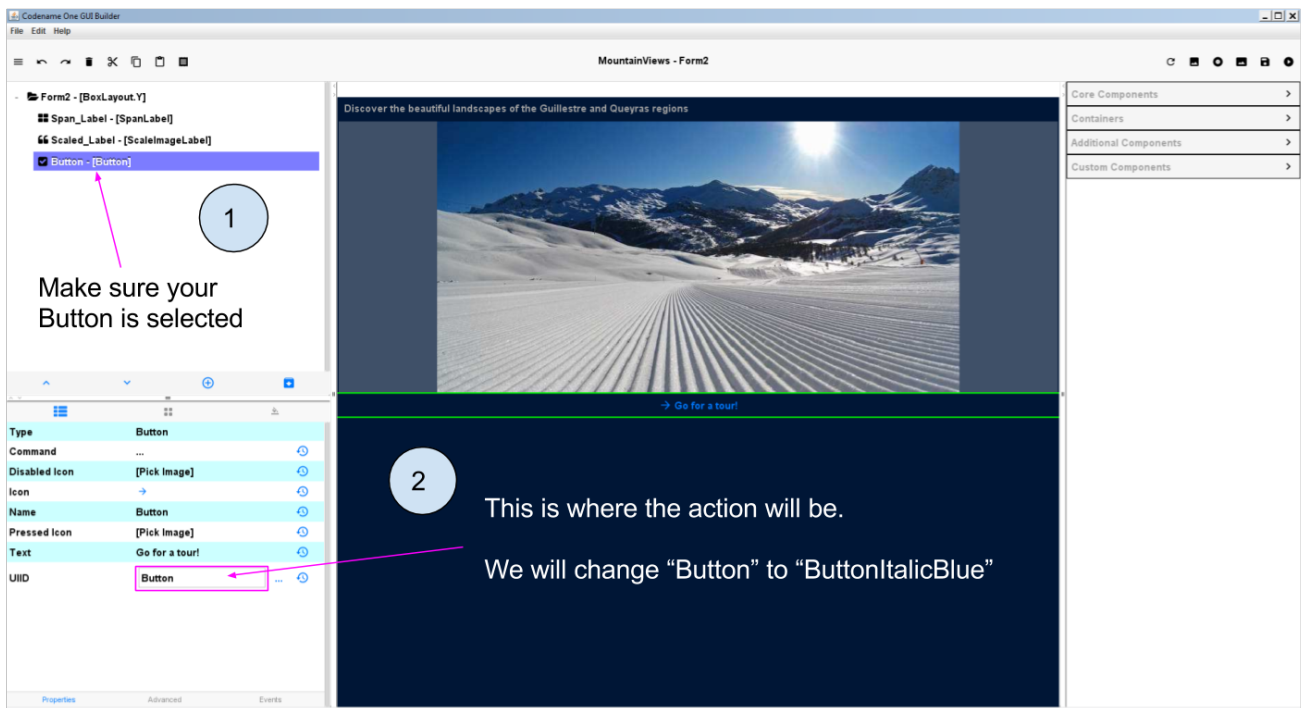 Codename One GUI Builder
File Edit Help
MountainViews - Form2
Form2 - [BoxLayout.Y]
Span_Label - [SpanLabel]
Scaled_Label - [ScaleImageLabel]
Button - [Button]
1
Make sure your
Button is selected
Type Button
Command ...
Disabled Icon [Pick Image]
Icon
Name Button
Pressed Icon [Pick Image]
Text Go for a tour!
UIID Button ...
Properties Advanced Events
Discover the beautiful landscapes of the Guillestre and Queyras regions
→ Go for a tour!
2
This is where the action will be.
We will change “Button” to “ButtonItalicBlue”
Core Components
Containers
Additional Components
Custom Components